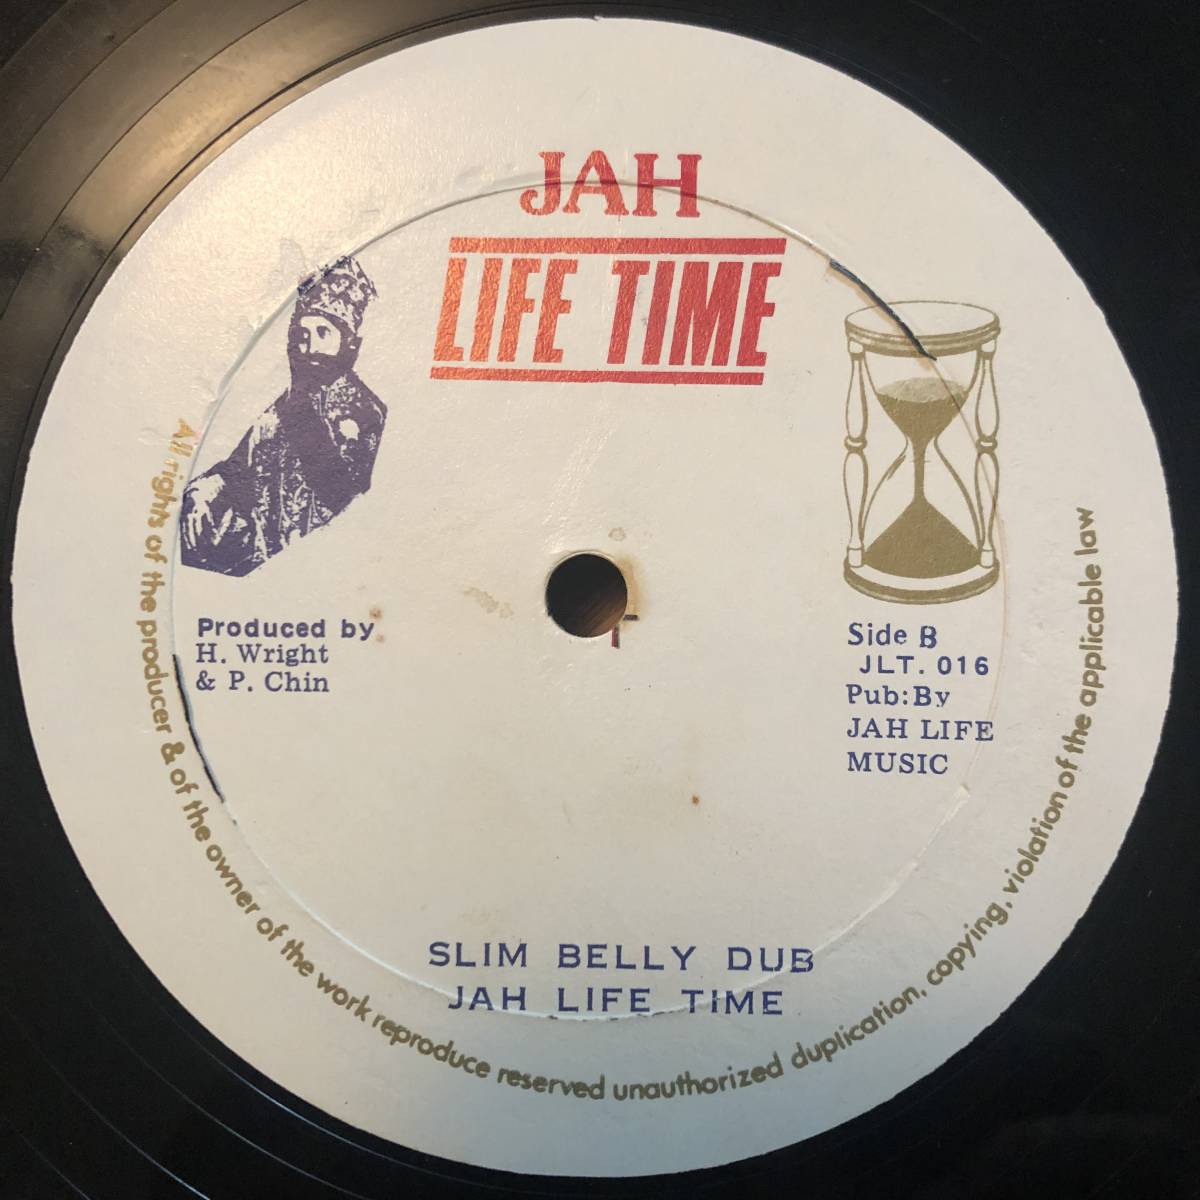 JAH
LIFE TIME
Produced by
H. Wright
& P. Chin
Side B
JLT. 016
Pub:By
JAH LIFE
MUSIC
SLIM BELLY DUB
JAH LIFE TIME
All rights of the producer & of the owner of the work reproduce reserved unauthorized duplication, copying, violation of the applicable law